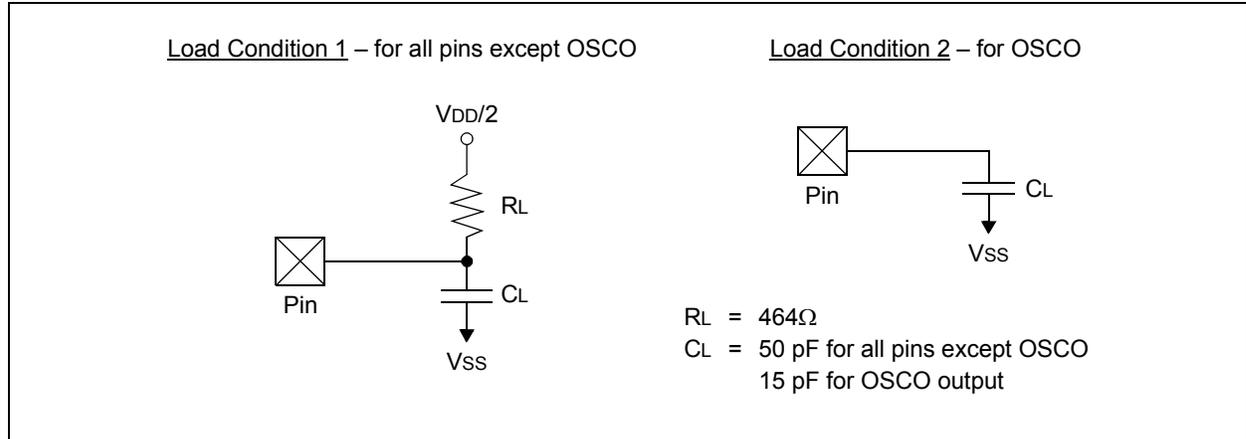 Load Condition 1 – for all pins except OSCO
VDD/2
RL
Pin
CL
VSS
Load Condition 2 – for OSCO
Pin
CL
VSS
RL = 464Ω
CL = 50 pF for all pins except OSCO
15 pF for OSCO output